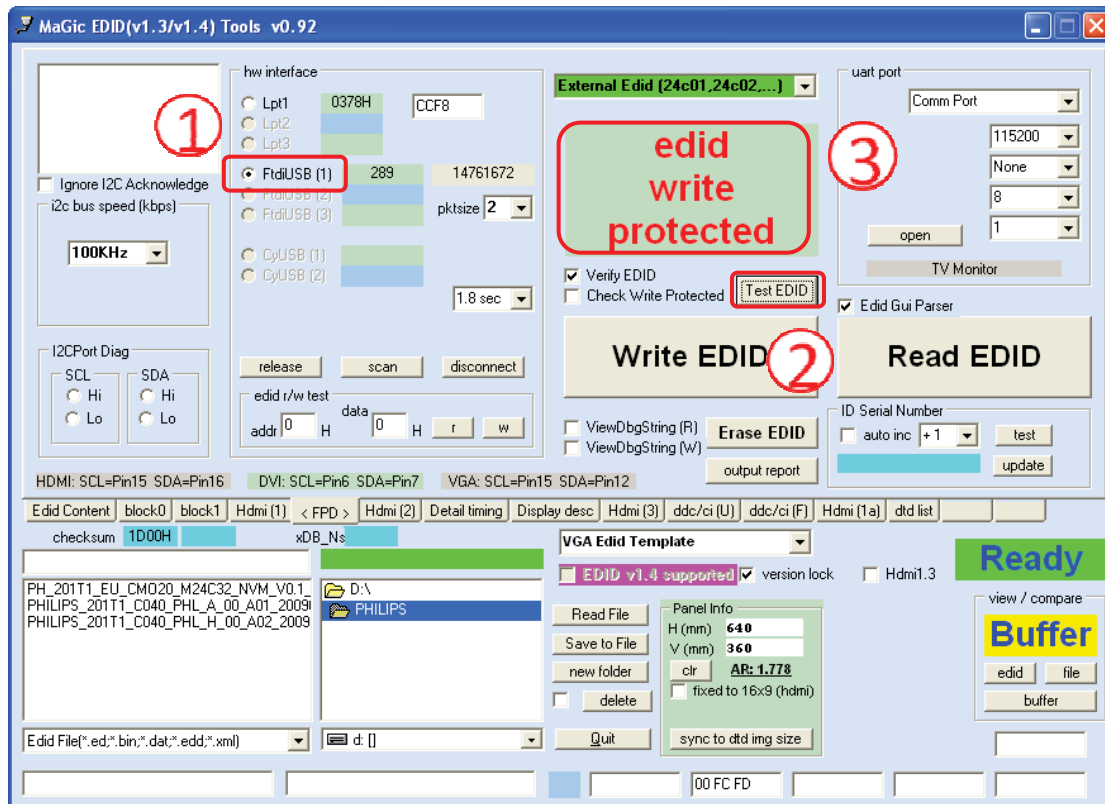 MaGic EDID(v1.3/v1.4) Tools v0.92
hw interface
Lpt1
0378H
CCF8
Lpt2
Lpt3
FtdiUSB (1)
289
14761672
FtdiUSB (2)
FtdiUSB (3)
pktsize
2
CyUSB (1)
CyUSB (2)
1.8 sec
release
scan
disconnect
edid r/w test
addr
0
H
data
0
H
r
w
1
Ignore I2C Acknowledge
i2c bus speed (kbps)
100KHz
I2CPort Diag
SCL
Hi
Lo
SDA
Hi
Lo
External Edid (24c01,24c02,...)
edid
write
protected
3
Verify EDID
Check Write Protected
Test EDID
Write EDID
2
ViewDbgString (R)
ViewDbgString (W)
Erase EDID
output report
uart port
Comm Port
115200
None
8
1
open
TV Monitor
Edid Gui Parser
Read EDID
ID Serial Number
auto inc
+1
test
update
HDMI: SCL=Pin15 SDA=Pin16
DVI: SCL=Pin6 SDA=Pin7
VGA: SCL=Pin15 SDA=Pin12
Edid Content
block0
block1
Hdmi (1)
< FPD >
Hdmi (2)
Detail timing
Display desc
Hdmi (3)
ddc/ci (U)
ddc/ci (F)
Hdmi (1a)
dtd list
checksum
1D00H
xDB_Ns
PH_201T1_EU_CMO20_M24C32_NVM_V0.1_
PHILIPS_201T1_C040_PHL_A_00_A01_2009
PHILIPS_201T1_C040_PHL_H_00_A02_2009
D:\
PHILIPS
Edid File(*.ed;*.bin;*.dat;*.edd;*.xml)
d: []
VGA Edid Template
EDID v1.4 supported
version lock
Hdmi1.3
Ready
Read File
Save to File
new folder
delete
Quit
Panel Info
H (mm)
640
V (mm)
360
clr
AR: 1.778
fixed to 16x9 (hdmi)
sync to dtd img size
view / compare
Buffer
edid
file
buffer
00 FC FD